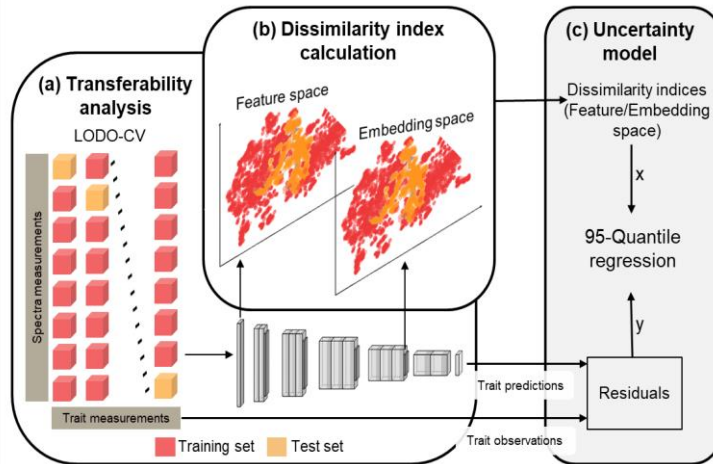 (a) Transferability
analysis
LODO-CV
Spectra measurements
Trait measurements
Training set
Test set
(b) Dissimilarity index
calculation
Feature space
Embedding space
(c) Uncertainty
model
Dissimilarity indices
(Feature/Embedding
space)
x
95-Quantile
regression
y
Residuals
Trait predictions
Trait observations